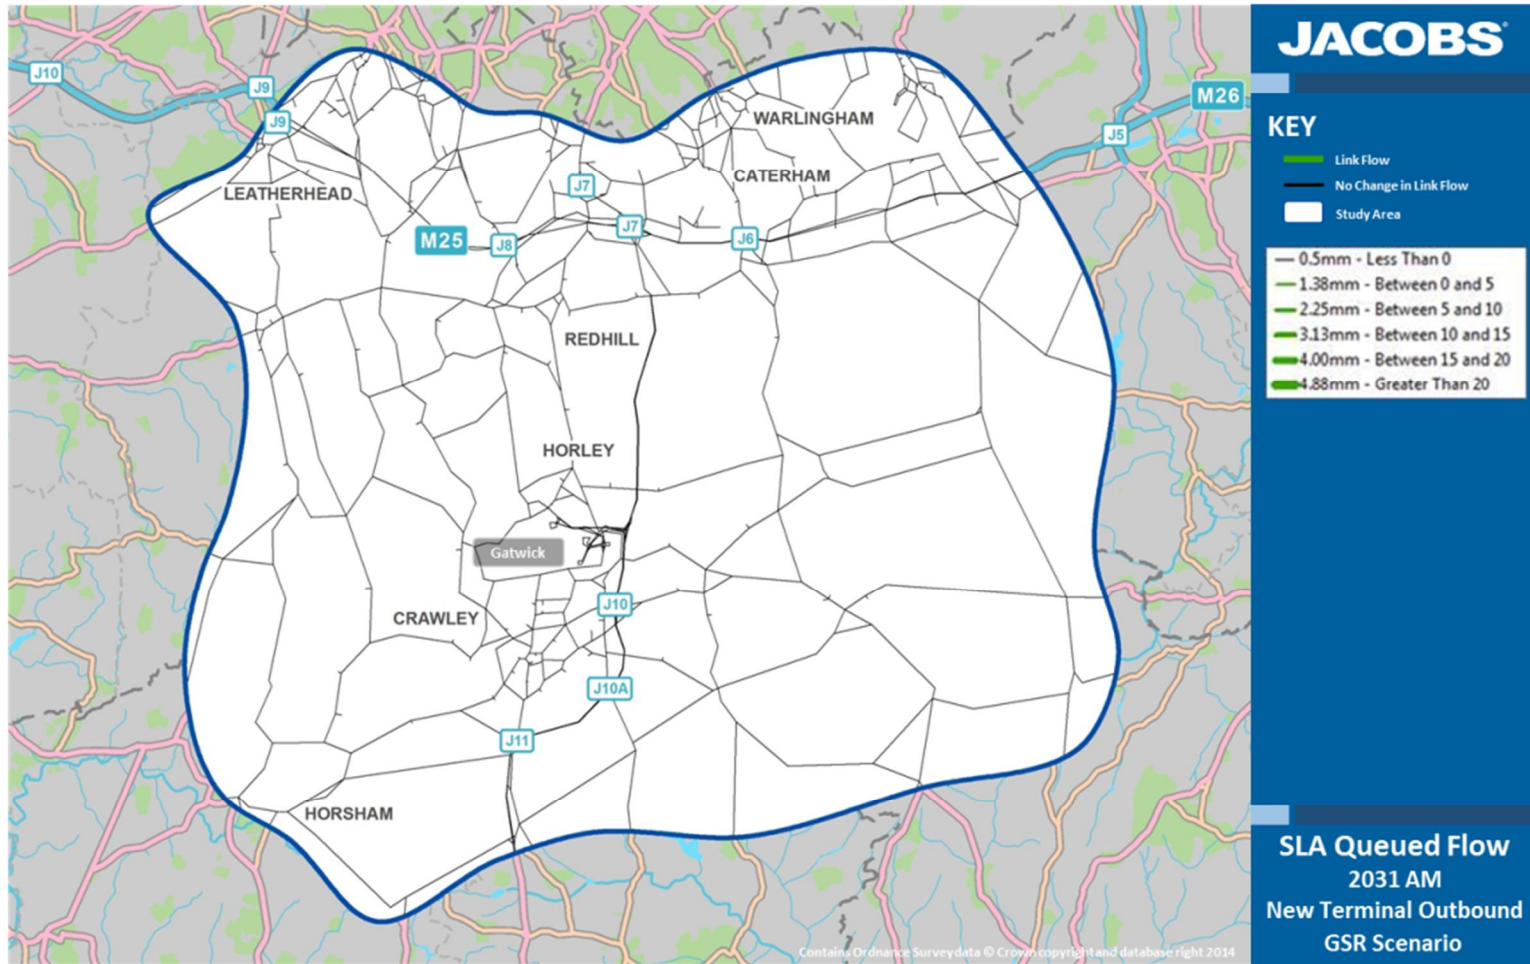 JACOBS
J10
J9
J9
M26
J5
WARLINGHAM
CATERHAM
LEATHERHEAD
J7
J7
M25
J8
J6
REDHILL
HORLEY
Gatwick
CRAWLEY
J10
J10A
J11
HORSHAM
KEY
Link Flow
No Change in Link Flow
Study Area
0.5mm - Less Than 0
1.38mm - Between 0 and 5
2.25mm - Between 5 and 10
3.13mm - Between 10 and 15
4.00mm - Between 15 and 20
4.88mm - Greater Than 20
SLA Queued Flow
2031 AM
New Terminal Outbound
GSR Scenario
Contains Ordnance Survey data © Crown copyright and database right 2014